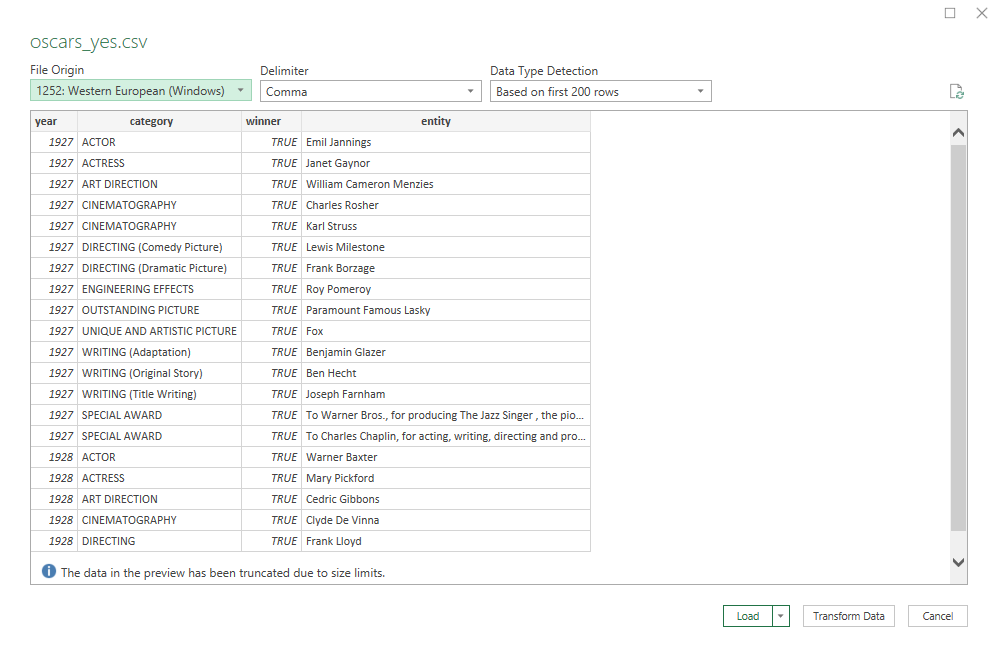 oscars_yes.csv
File Origin Delimiter Data Type Detection
1252: Western European (Windows) Comma Based on first 200 rows
year category winner entity
1927 ACTOR TRUE Emil Jannings
1927 ACTRESS TRUE Janet Gaynor
1927 ART DIRECTION TRUE William Cameron Menzies
1927 CINEMATOGRAPHY TRUE Charles Rosher
1927 CINEMATOGRAPHY TRUE Karl Struss
1927 DIRECTING (Comedy Picture) TRUE Lewis Milestone
1927 DIRECTING (Dramatic Picture) TRUE Frank Borzage
1927 ENGINEERING EFFECTS TRUE Roy Pomeroy
1927 OUTSTANDING PICTURE TRUE Paramount Famous Lasky
1927 UNIQUE AND ARTISTIC PICTURE TRUE Fox
1927 WRITING (Adaptation) TRUE Benjamin Glazer
1927 WRITING (Original Story) TRUE Ben Hecht
1927 WRITING (Title Writing) TRUE Joseph Farnham
1927 SPECIAL AWARD TRUE To Warner Bros., for producing The Jazz Singer , the pio...
1927 SPECIAL AWARD TRUE To Charles Chaplin, for acting, writing, directing and pro...
1928 ACTOR TRUE Warner Baxter
1928 ACTRESS TRUE Mary Pickford
1928 ART DIRECTION TRUE Cedric Gibbons
1928 CINEMATOGRAPHY TRUE Clyde De Vinna
1928 DIRECTING TRUE Frank Lloyd
The data in the preview has been truncated due to size limits.
Load Transform Data Cancel